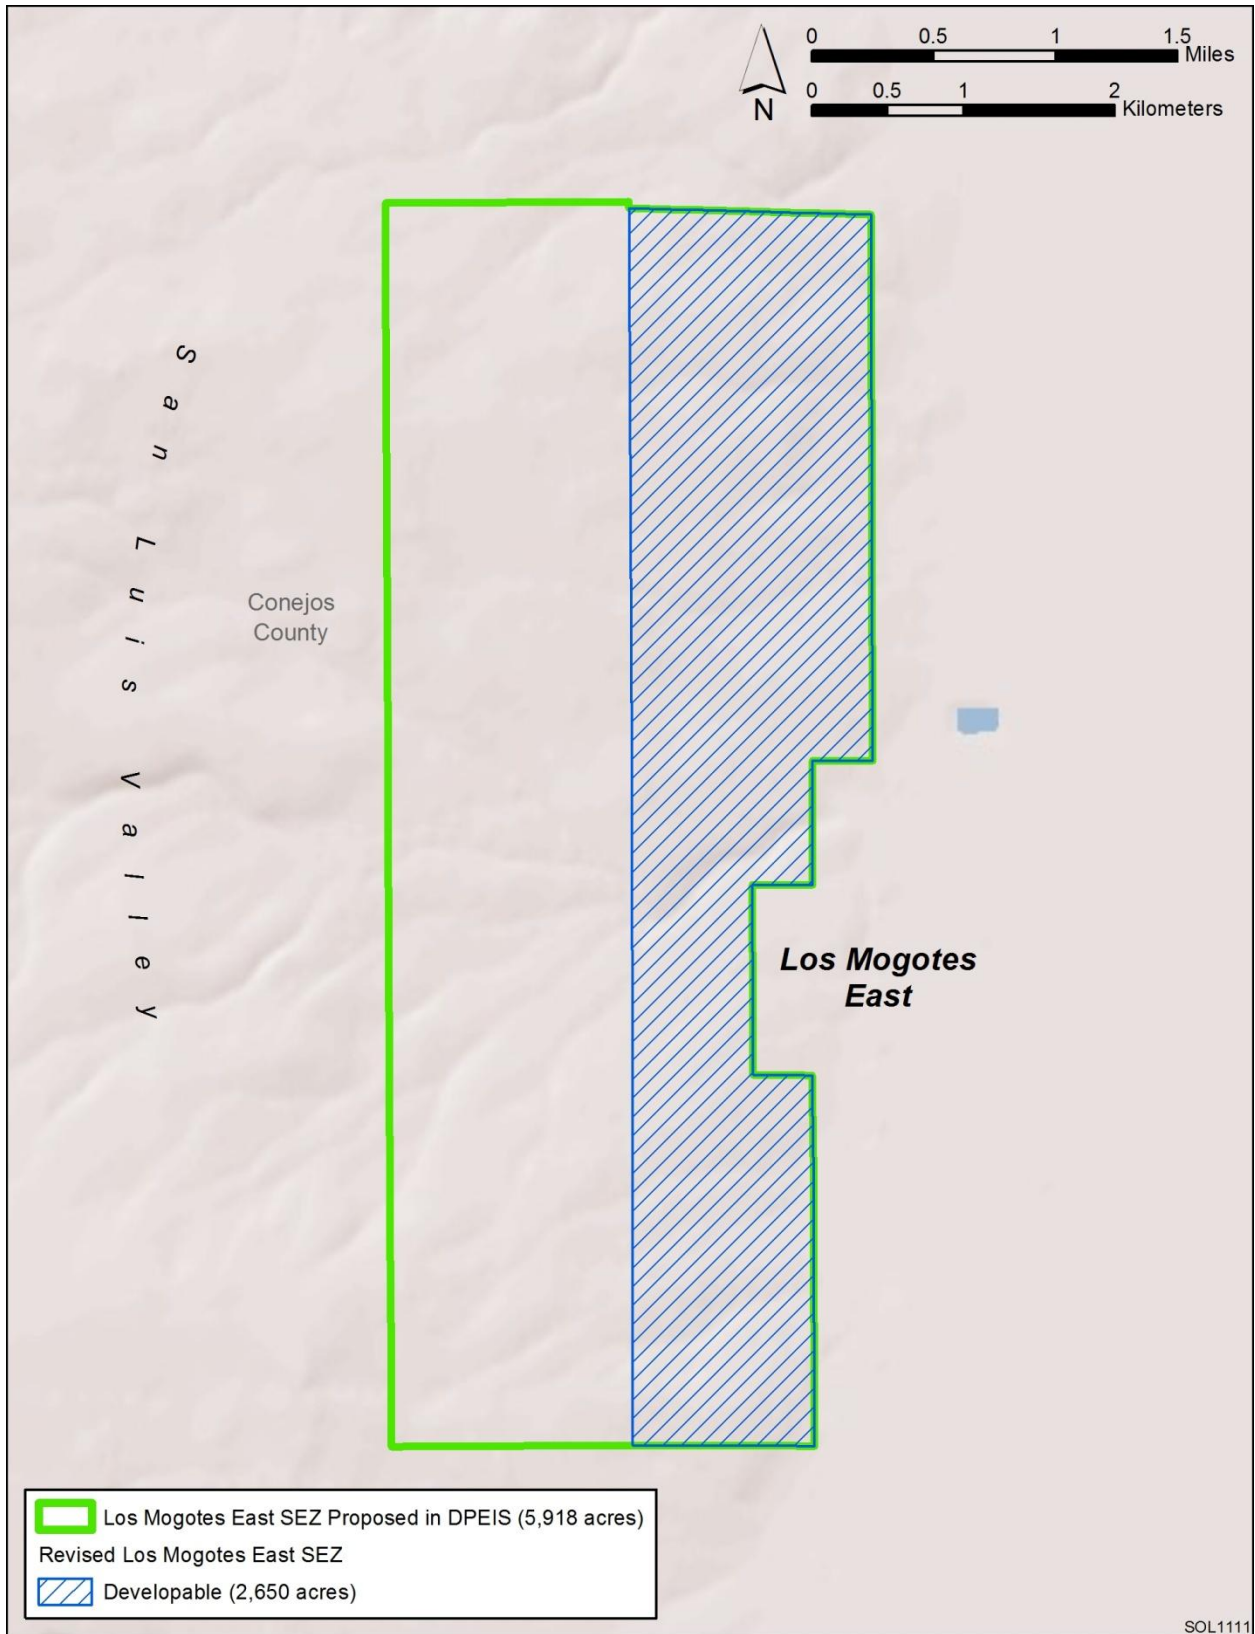 0 0.5 1 1.5
Miles
0 0.5 1 2
Kilometers
N
San Luis Valley
Conejos
County
Los Mogotes
East
Los Mogotes East SEZ Proposed in DPEIS (5,918 acres)
Revised Los Mogotes East SEZ
Developable (2,650 acres)
SOL1111